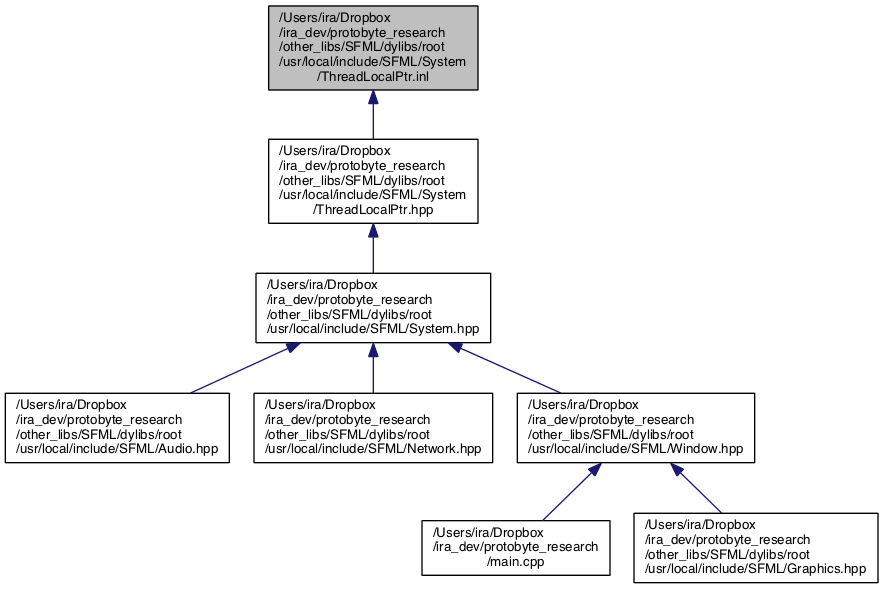 /Users/ira/Dropbox
/ira_dev/protobyte_research
/other_libs/SFML/dylibs/root
/usr/local/include/SFML/System
/ThreadLocalPtr.inl
/Users/ira/Dropbox
/ira_dev/protobyte_research
/other_libs/SFML/dylibs/root
/usr/local/include/SFML/System
/ThreadLocalPtr.hpp
/Users/ira/Dropbox
/ira_dev/protobyte_research
/other_libs/SFML/dylibs/root
/usr/local/include/SFML/System.hpp
/Users/ira/Dropbox
/ira_dev/protobyte_research
/other_libs/SFML/dylibs/root
/usr/local/include/SFML/Audio.hpp
/Users/ira/Dropbox
/ira_dev/protobyte_research
/other_libs/SFML/dylibs/root
/usr/local/include/SFML/Network.hpp
/Users/ira/Dropbox
/ira_dev/protobyte_research
/other_libs/SFML/dylibs/root
/usr/local/include/SFML/Window.hpp
/Users/ira/Dropbox
/ira_dev/protobyte_research
/main.cpp
/Users/ira/Dropbox
/ira_dev/protobyte_research
/other_libs/SFML/dylibs/root
/usr/local/include/SFML/Graphics.hpp